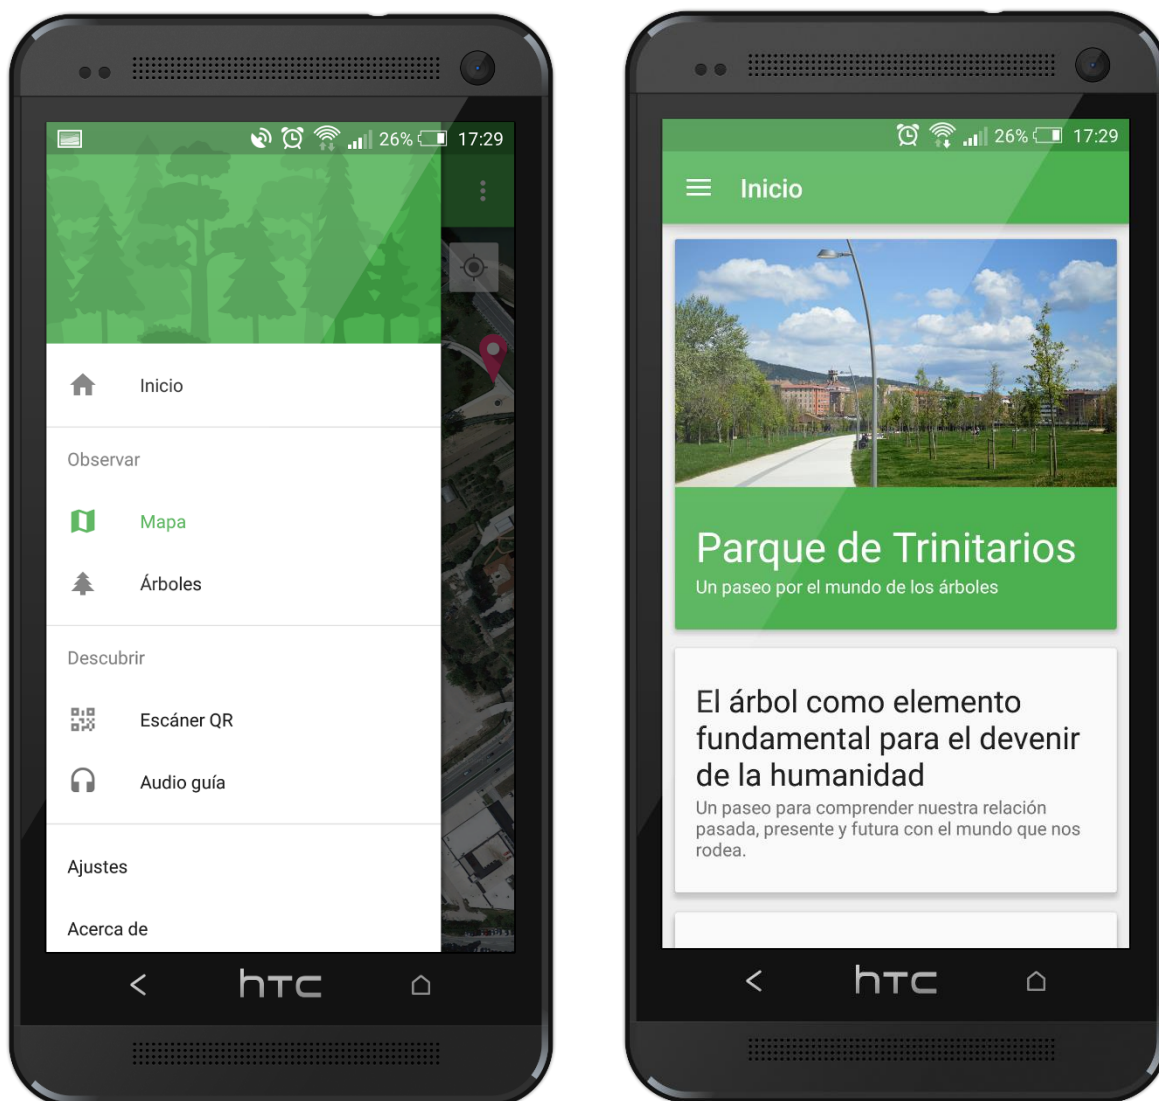 26% 17:29
Inicio
Observar
Mapa
Árboles
Descubrir
Escáner QR
Audio guía
Ajustes
Acerca de
hTC
26% 17:29
Inicio
Parque de Trinitarios
Un paseo por el mundo de los árboles
El árbol como elemento
fundamental para el devenir
de la humanidad
Un paseo para comprender nuestra relación
pasada, presente y futura con el mundo que nos
rodea.
hTC